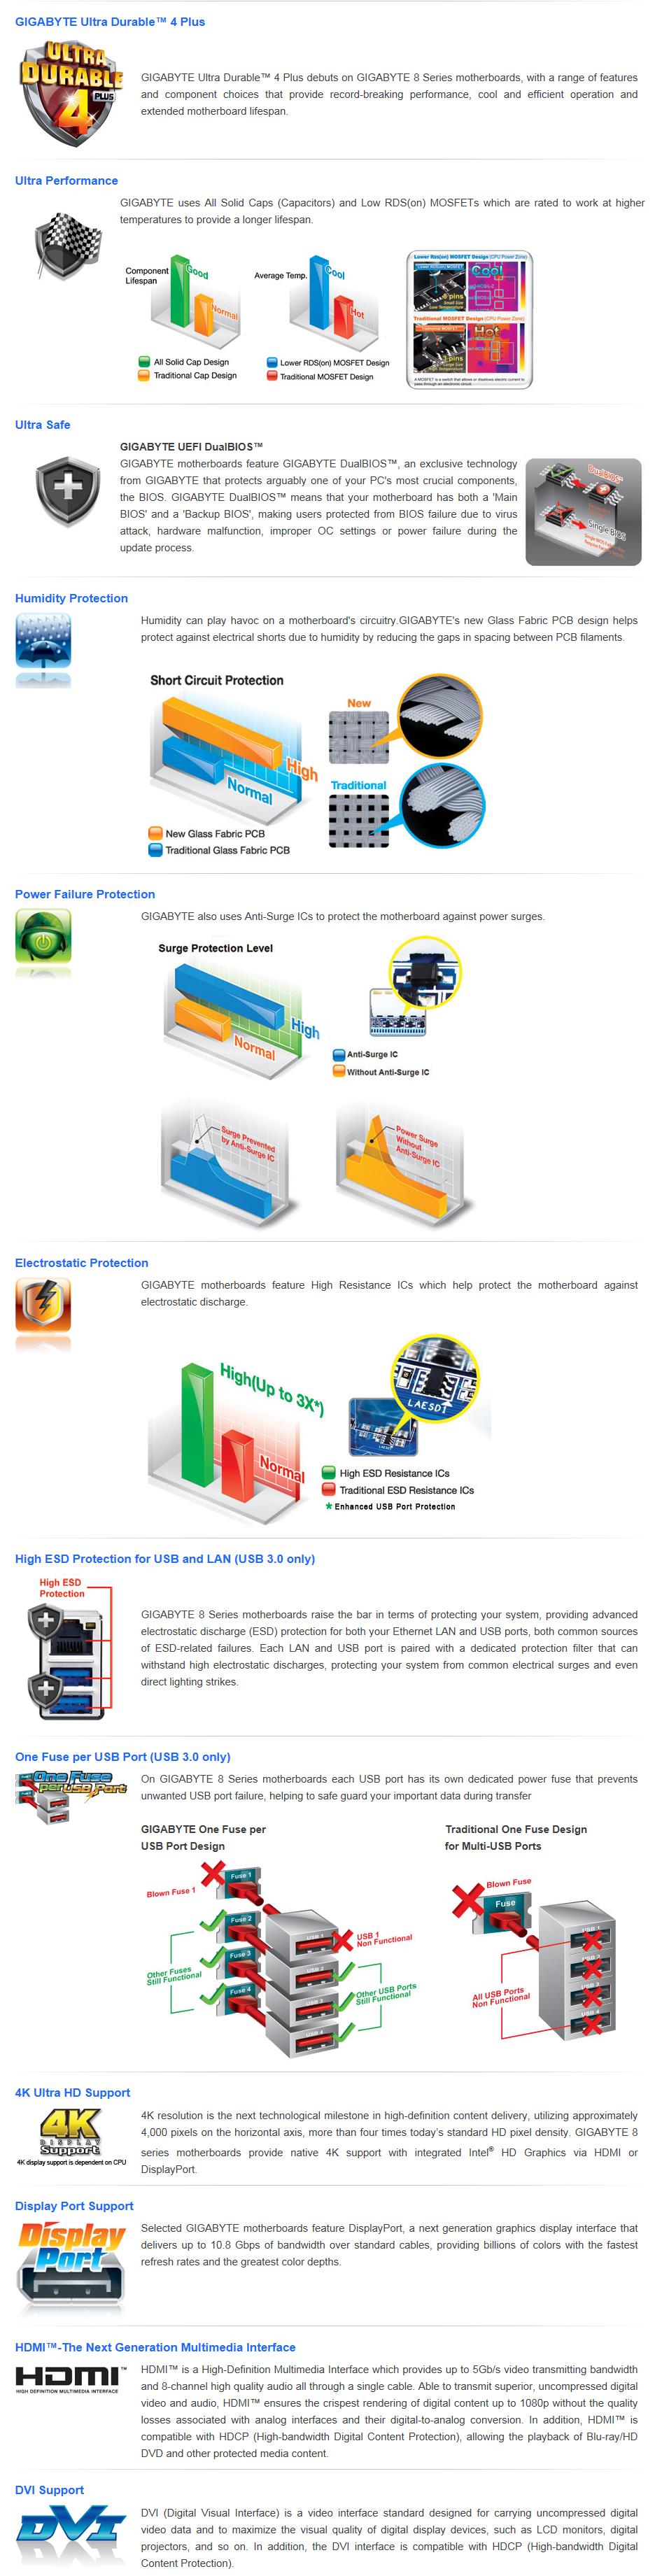 GIGABYTE Ultra Durable™ 4 Plus
ULTRA
DURABLE
4
PLUS
GIGABYTE Ultra Durable™ 4 Plus debuts on GIGABYTE 8 Series motherboards, with a range of features
and component choices that provide record-breaking performance, cool and efficient operation and
extended motherboard lifespan.
Ultra Performance
GIGABYTE uses All Solid Caps (Capacitors) and Low RDS(on) MOSFETs which are rated to work at higher
temperatures to provide a longer lifespan.
Component
Lifespan
Good
Normal
All Solid Cap Design
Traditional Cap Design
Average Temp.
Cool
Hot
Lower RDS(on) MOSFET Design
Traditional MOSFET Design
Lower Rds(on) MOSFET Design (CPU Power Zone)
Cool
8 pins
Traditional MOSFET Design (CPU Power Zone)
Hot
A MOSFET is a switch that allows or disallows electric current to
pass through an electronic circuit.
Ultra Safe
GIGABYTE UEFI DualBIOS™
GIGABYTE motherboards feature GIGABYTE DualBIOS™, an exclusive technology
from GIGABYTE that protects arguably one of your PC's most crucial components,
the BIOS. GIGABYTE DualBIOS™ means that your motherboard has both a 'Main
BIOS' and a 'Backup BIOS', making users protected from BIOS failure due to virus
attack, hardware malfunction, improper OC settings or power failure during the
update process.
DualBIOS™
Single BIOS
Humidity Protection
Humidity can play havoc on a motherboard's circuitry.GIGABYTE's new Glass Fabric PCB design helps
protect against electrical shorts due to humidity by reducing the gaps in spacing between PCB filaments.
Short Circuit Protection
High
Normal
New Glass Fabric PCB
Traditional Glass Fabric PCB
New
Traditional
Power Failure Protection
GIGABYTE also uses Anti-Surge ICs to protect the motherboard against power surges.
Surge Protection Level
High
Normal
Anti-Surge IC
Without Anti-Surge IC
Surge Prevented
by Anti-Surge IC
Power Surge
Without
Anti-Surge IC
Electrostatic Protection
GIGABYTE motherboards feature High Resistance ICs which help protect the motherboard against
electrostatic discharge.
High(Up to 3X*)
Normal
LAESD1
High ESD Resistance ICs
Traditional ESD Resistance ICs
* Enhanced USB Port Protection
High ESD Protection for USB and LAN (USB 3.0 only)
High ESD
Protection
GIGABYTE 8 Series motherboards raise the bar in terms of protecting your system, providing advanced
electrostatic discharge (ESD) protection for both your Ethernet LAN and USB ports, both common sources
of ESD-related failures. Each LAN and USB port is paired with a dedicated protection filter that can
withstand high electrostatic discharges, protecting your system from common electrical surges and even
direct lighting strikes.
One Fuse per USB Port (USB 3.0 only)
One Fuse
per USB Port
On GIGABYTE 8 Series motherboards each USB port has its own dedicated power fuse that prevents
unwanted USB port failure, helping to safe guard your important data during transfer
GIGABYTE One Fuse per
USB Port Design
Blown Fuse 1
Fuse 1
Fuse 2
Fuse 3
Fuse 4
Other Fuses
Still Functional
USB 1
USB 2
USB 3
USB 4
USB 1
Non Functional
Other USB Ports
Still Functional
Traditional One Fuse Design
for Multi-USB Ports
Blown Fuse
Fuse
All USB Ports
Non Functional
USB 1
USB 2
USB 3
USB 4
4K Ultra HD Support
4K
DISPLAY
Support
4K display support is dependent on CPU
4K resolution is the next technological milestone in high-definition content delivery, utilizing approximately
4,000 pixels on the horizontal axis, more than four times today's standard HD pixel density. GIGABYTE 8
series motherboards provide native 4K support with integrated Intel® HD Graphics via HDMI or
DisplayPort.
Display Port Support
Display
Port
Selected GIGABYTE motherboards feature DisplayPort, a next generation graphics display interface that
delivers up to 10.8 Gbps of bandwidth over standard cables, providing billions of colors with the fastest
refresh rates and the greatest color depths.
HDMI™-The Next Generation Multimedia Interface
HDMI™
HIGH DEFINITION MULTIMEDIA INTERFACE
HDMI™ is a High-Definition Multimedia Interface which provides up to 5Gb/s video transmitting bandwidth
and 8-channel high quality audio all through a single cable. Able to transmit superior, uncompressed digital
video and audio, HDMI™ ensures the crispest rendering of digital content up to 1080p without the quality
losses associated with analog interfaces and their digital-to-analog conversion. In addition, HDMI™ is
compatible with HDCP (High-bandwidth Digital Content Protection), allowing the playback of Blu-ray/HD
DVD and other protected media content.
DVI Support
DVI
DVI (Digital Visual Interface) is a video interface standard designed for carrying uncompressed digital
video data and to maximize the visual quality of digital display devices, such as LCD monitors, digital
projectors, and so on. In addition, the DVI interface is compatible with HDCP (High-bandwidth Digital
Content Protection).